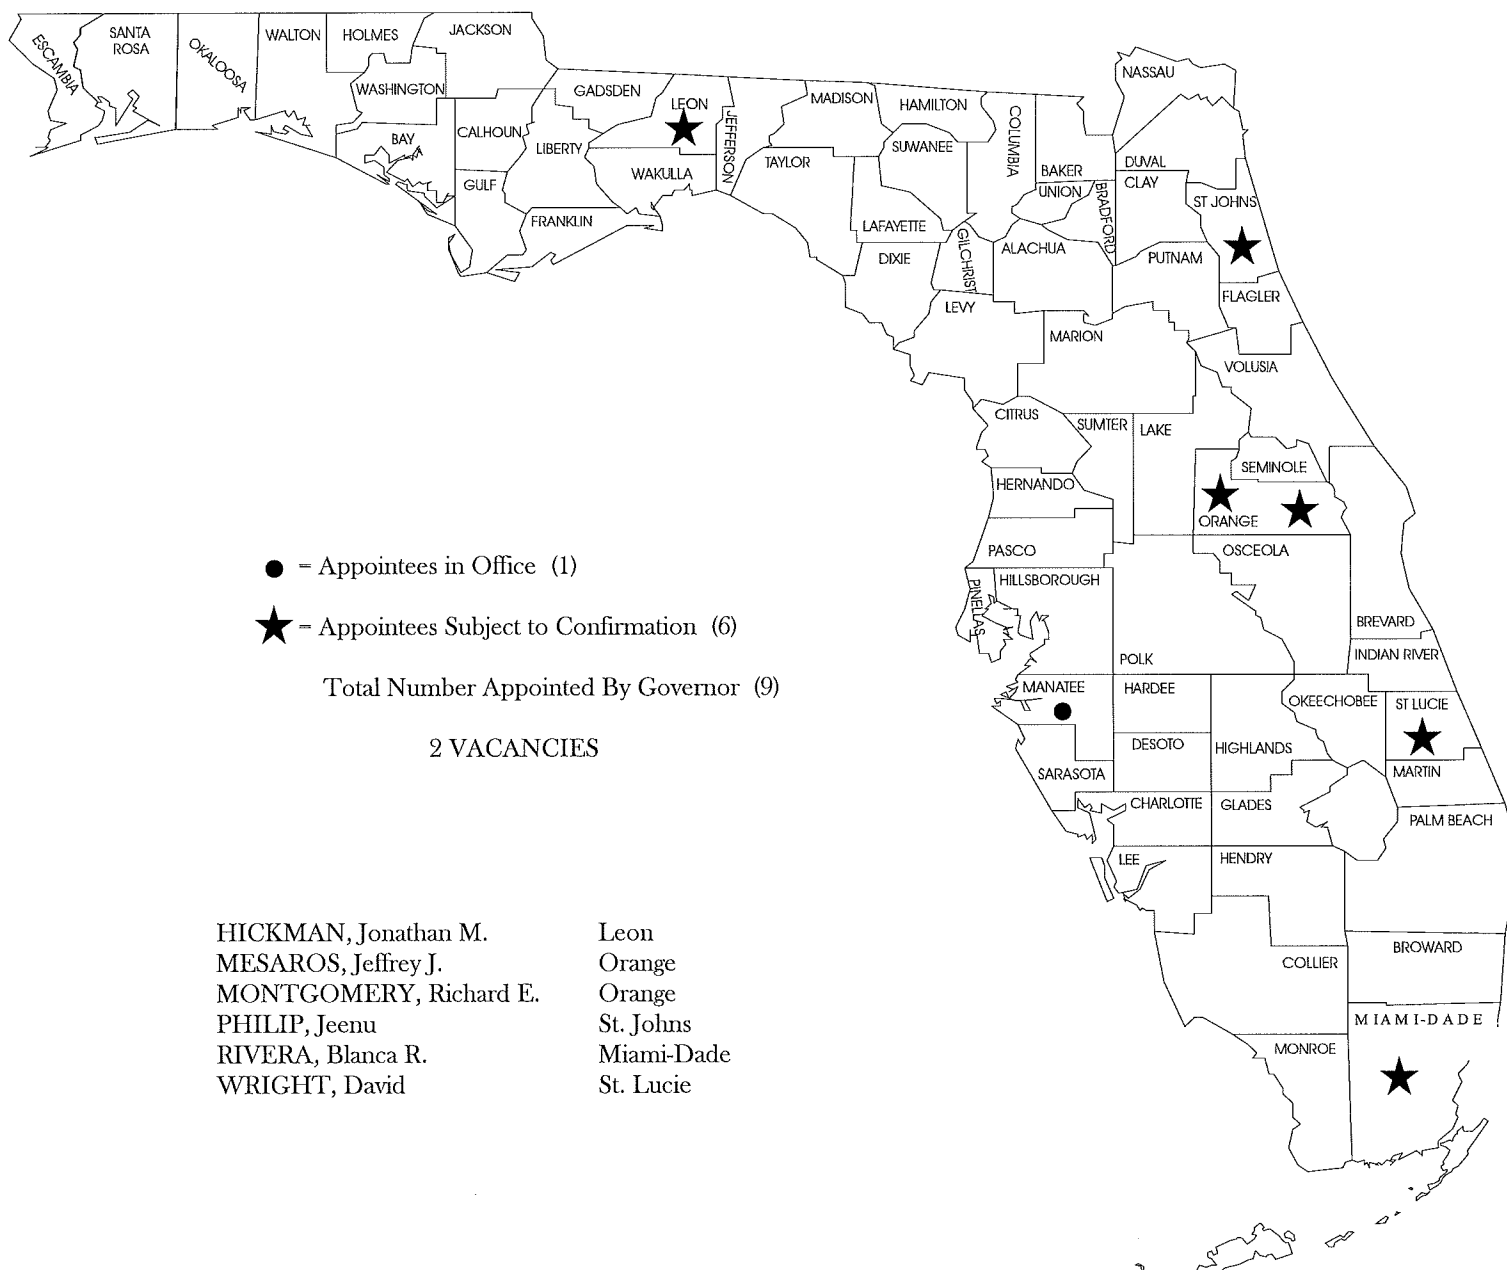 ESCAMBIA
SANTA
ROSA
OKALOOSA
WALTON
HOLMES
JACKSON
WASHINGTON
BAY
CALHOUN
GULF
GADSDEN
LIBERTY
FRANKLIN
LEON
WAKULLA
JEFFERSON
MADISON
TAYLOR
HAMILTON
SUWANEE
LAFAYETTE
DIXIE
COLUMBIA
GILCHRIST
BAKER
UNION
BRADFORD
ALACHUA
LEVY
NASSAU
DUVAL
CLAY
ST JOHNS
PUTNAM
FLAGLER
MARION
VOLUSIA
CITRUS
SUMTER
LAKE
SEMINOLE
HERNANDO
ORANGE
PASCO
OSCEOLA
HILLSBOROUGH
PINELLAS
BREVARD
POLK
INDIAN RIVER
MANATEE
HARDEE
OKEECHOBEE
ST LUCIE
DESOTO
HIGHLANDS
SARASOTA
MARTIN
CHARLOTTE
GLADES
PALM BEACH
LEE
HENDRY
BROWARD
COLLIER
MIAMI-DADE
MONROE
= Appointees in Office (1)
= Appointees Subject to Confirmation (6)
Total Number Appointed By Governor (9)
2 VACANCIES
HICKMAN, Jonathan M. Leon
MESAROS, Jeffrey J. Orange
MONTGOMERY, Richard E. Orange
PHILIP, Jeenu St. Johns
RIVERA, Blanca R. Miami-Dade
WRIGHT, David St. Lucie